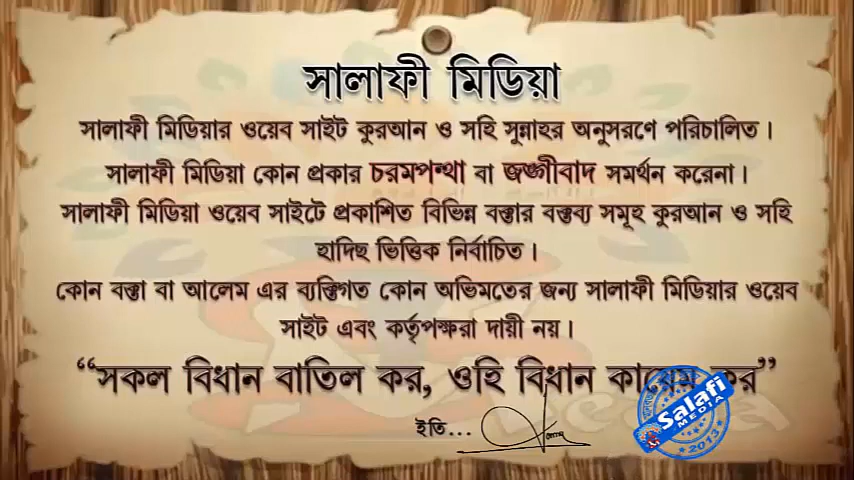 সালাফী মিডিয়া
সালাফী মিডিয়ার ওয়েব সাইট কুরআন ও সহি সুন্নাহর অনুসরণে পরিচালিত।
সালাফী মিডিয়া কোন প্রকার চরমপন্থা বা জঙ্গীবাদ সমর্থন করেনা।
সালাফী মিডিয়া ওয়েব সাইটে প্রকাশিত বিভিন্ন বক্তার বক্তব্য সমূহ কুরআন ও সহি
হাদিছ ভিত্তিক নির্বাচিত।
কোন বক্তা বা আলেম এর ব্যক্তিগত কোন অভিমতের জন্য সালাফী মিডিয়ার ওয়েব
সাইট এবং কর্তৃপক্ষরা দায়ী নয়।
“সকল বিধান বাতিল কর, ওহি বিধান কায়েম কর”
ইতি...
Salafi
MEDIA
2013